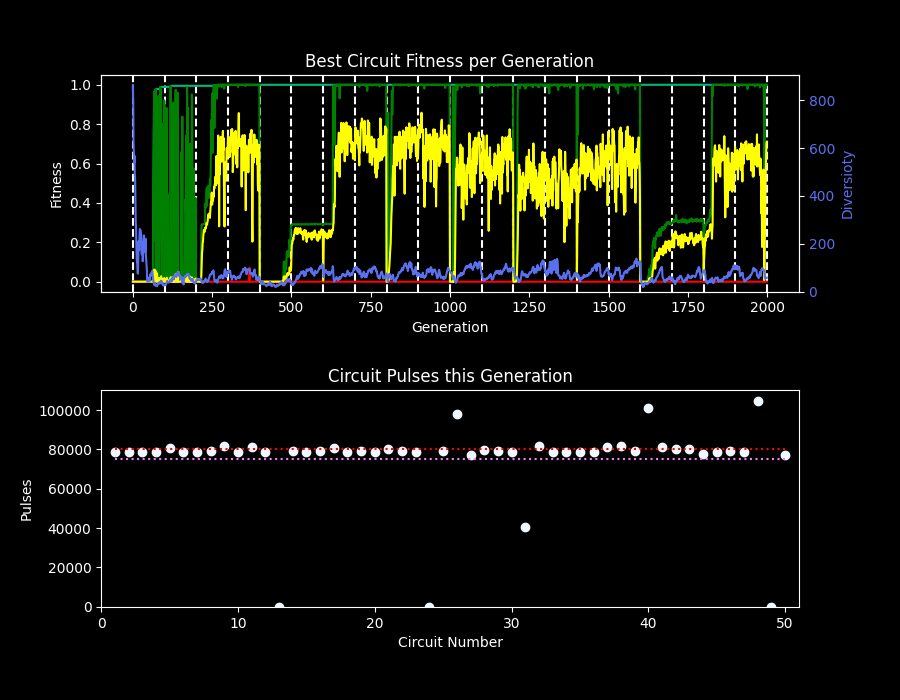 Best Circuit Fitness per Generation
1.0
0.8
0.6
0.4
0.2
0.0
Fitness
800
600
400
200
0
Diversioty
0 250 500 750 1000 1250 1500 1750 2000
Generation
Circuit Pulses this Generation
100000
80000
60000
40000
20000
0
Pulses
0 10 20 30 40 50
Circuit Number